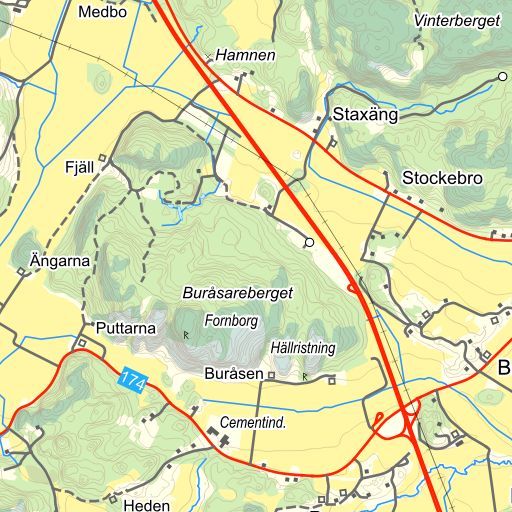 Medbo
Vinterberget
Hamnen
Staxäng
Fjäll
Stockebro
Ängarna
Buråsareberget
Fornborg
Puttarna
Hällristning
B
Buråsen
174
Cementind.
Heden
R
R